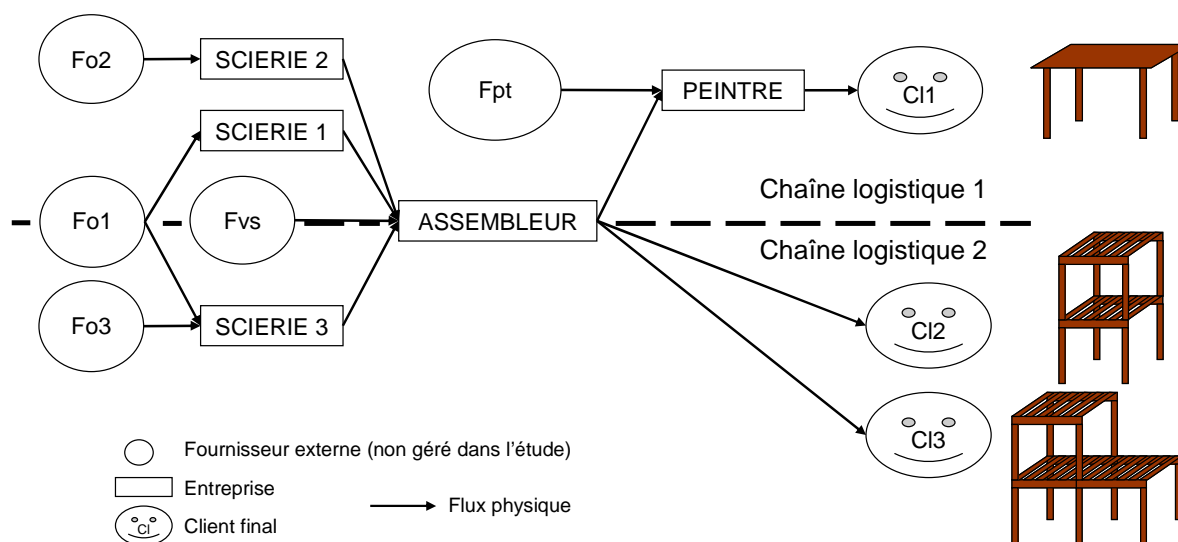 Fo2
SCIERIE 2
Fpt
PEINTRE
Cl1
SCIERIE 1
Chaîne logistique 1
Fo1
Fvs
ASSEMBLEUR
Chaîne logistique 2
Fo3
SCIERIE 3
Cl2
Cl3
Fournisseur externe (non géré dans l'étude)
Entreprise
Flux physique
Cl
Client final